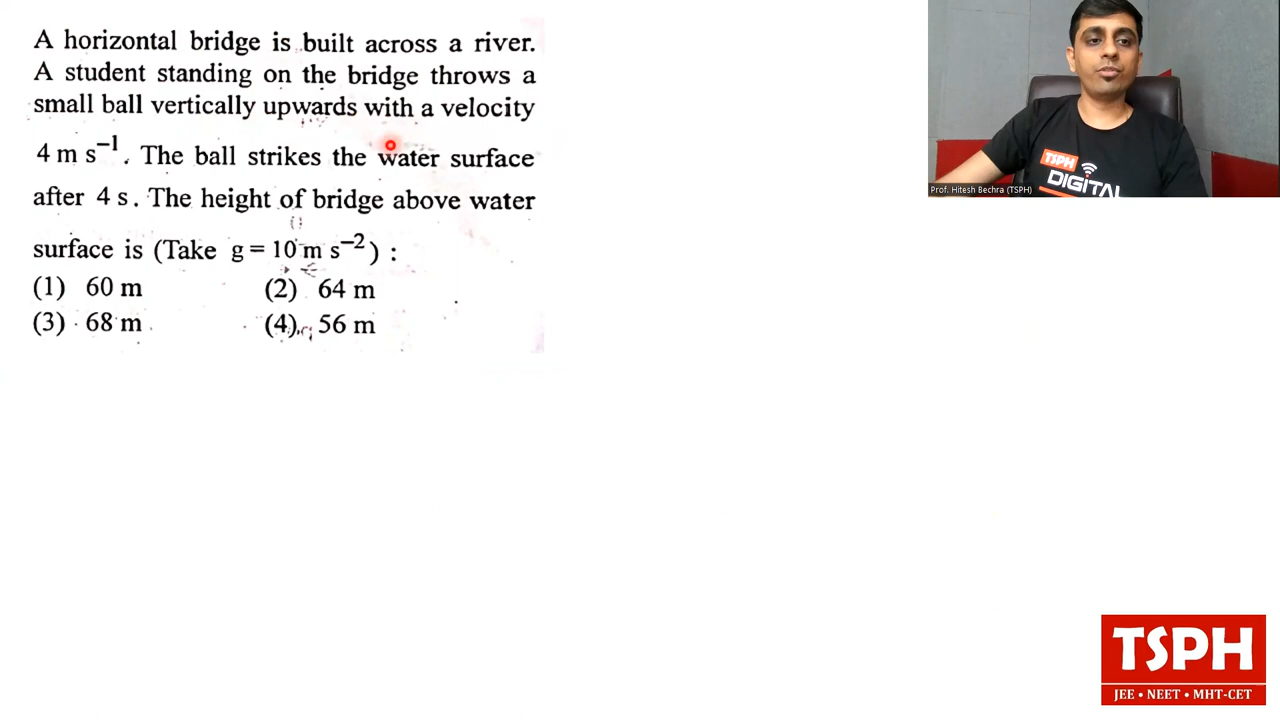 A horizontal bridge is built across a river.
A student standing on the bridge throws a
small ball vertically upwards with a velocity
4 m s⁻¹. The ball strikes the water surface
after 4 s. The height of bridge above water
surface is (Take g = 10 m s⁻²) :
(1) 60 m (2) 64 m
(3) 68 m (4) 56 m
TSPH
DIGITAL
Prof. Hitesh Bechra (TSPH)
TSPH
JEE • NEET • MHT-CET